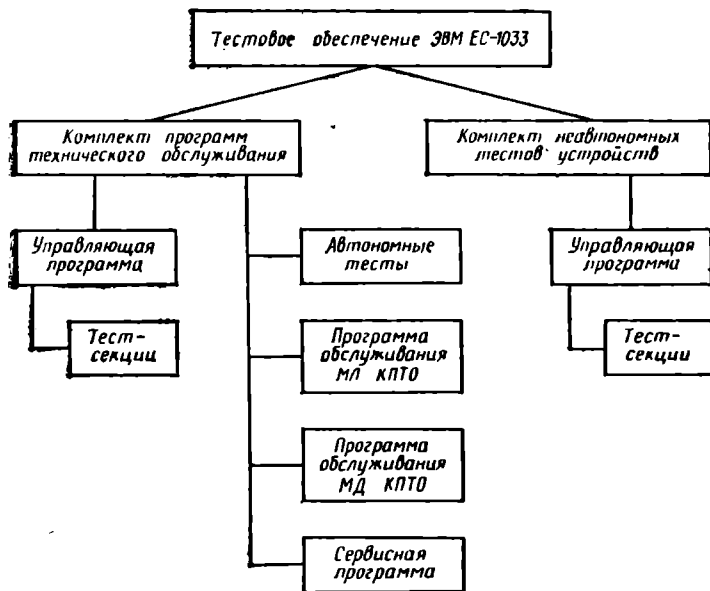 Тестовое обеспечение ЭВМ ЕС-1033
Комплект программ
технического обслуживания
Комплект неавтономных
тестов устройств
Управляющая
программа
Автономные
тесты
Управляющая
программа
Тест-
секции
Программа
обслуживания
МЛ КПТО
Тест-
секции
Программа
обслуживания
МД КПТО
Сервисная
программа